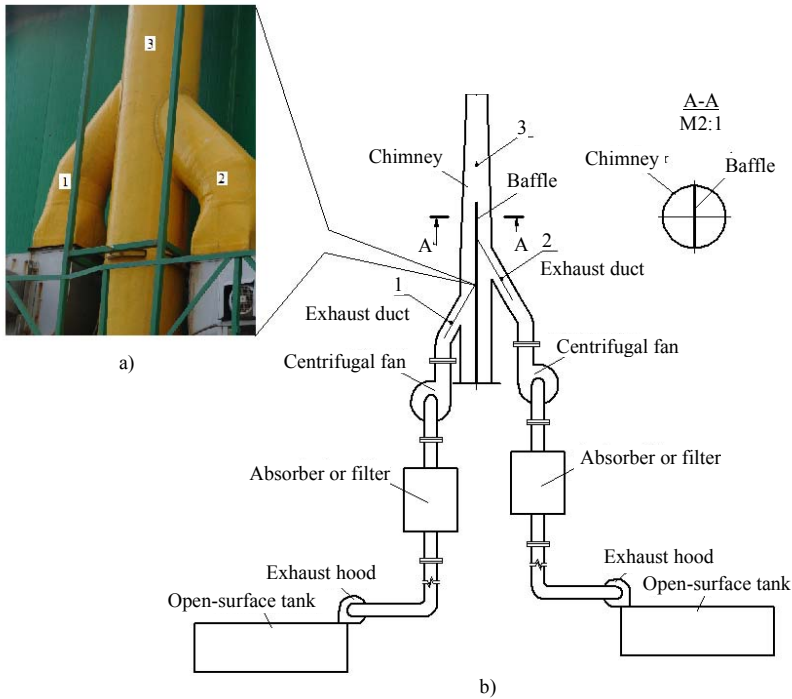 3
1
2
a)
A-A
M2:1
Chimney
Baffle
3
Chimney
Baffle
A
A
2
Exhaust duct
1
Exhaust duct
Centrifugal fan
Centrifugal fan
Absorber or filter
Absorber or filter
Exhaust hood
Open-surface tank
Exhaust hood
Open-surface tank
b)